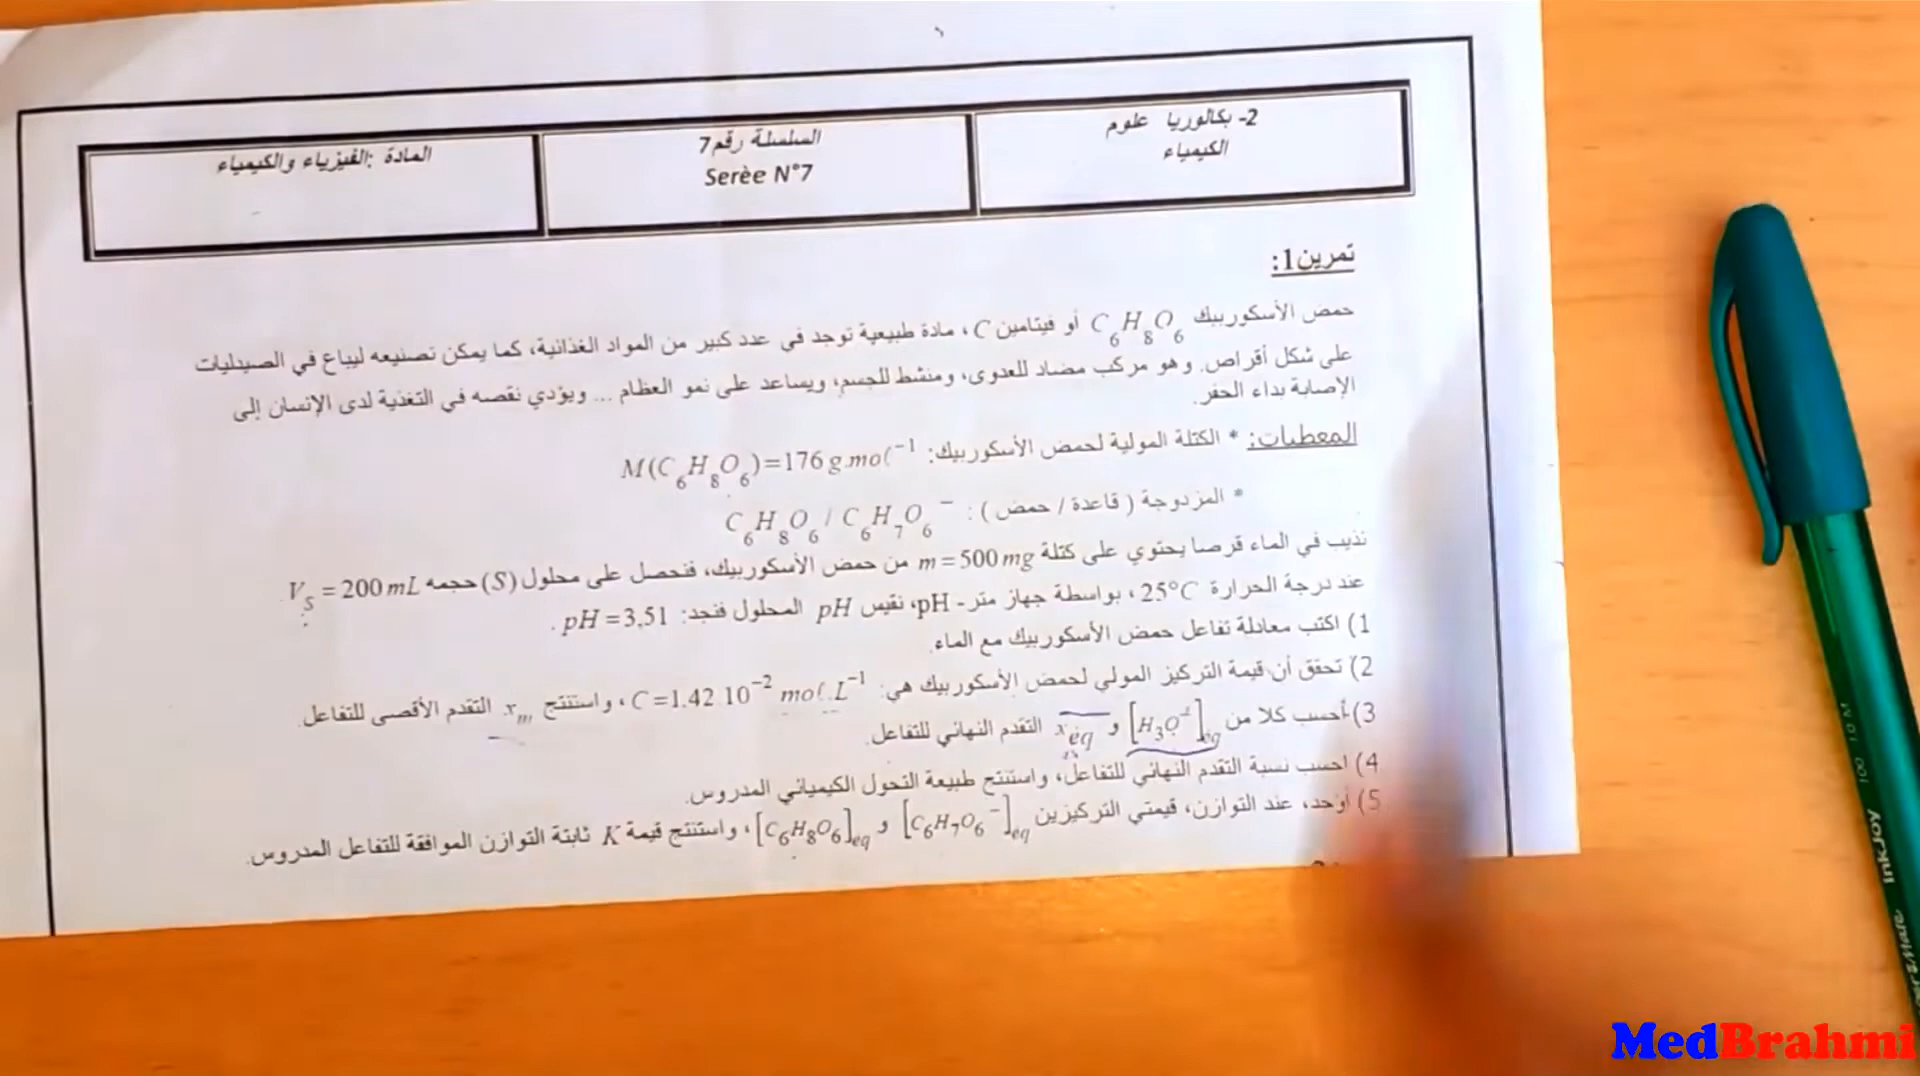 2- بكالوريا علوم
الكيمياء
السلسلة رقم7
Serèe N°7
المادة :الفيزياء والكيمياء
تمرين1:
حمض الأسكوربيك C6H8O6 أو فيتامين C ، مادة طبيعية توجد في عدد كبير من المواد الغذائية، كما يمكن تصنيعه ليباع في الصيدليات
على شكل أقراص. وهو مركب مضاد للعدوى، ومنشط للجسم، ويساعد على نمو العظام ... ويؤدي نقصه في التغذية لدى الإنسان إلى
الإصابة بداء الحفر.
المعطيات: * الكتلة المولية لحمض الأسكوربيك: M(C6H8O6)=176 g.mol⁻¹
* المزدوجة ( قاعدة / حمض ) : C6H8O6 / C6H7O6⁻
نذيب في الماء قرصا يحتوي على كتلة m=500 mg من حمض الأسكوربيك، فنحصل على محلول (S) حجمه VS = 200 mL
عند درجة الحرارة 25°C ، بواسطة جهاز متر- pH، نقيس pH المحلول فنجد: pH = 3,51 .
1) اكتب معادلة تفاعل حمض الأسكوربيك مع الماء.
2) تحقق أن قيمة التركيز المولي لحمض الأسكوربيك هي: C =1.42.10⁻² mol.L⁻¹ ، واستنتج xm التقدم الأقصى للتفاعل.
3) أحسب كلا من [H3O⁺]éq و xéq التقدم النهائي للتفاعل.
4) احسب نسبة التقدم النهائي للتفاعل، واستنتج طبيعة التحول الكيميائي المدروس.
5) أوجد، عند التوازن، قيمتي التركيزين [C6H7O6⁻]éq و [C6H8O6]éq ، واستنتج قيمة K ثابتة التوازن الموافقة للتفاعل المدروس.
InkJoy 100 1.0 M
MedBrahmi